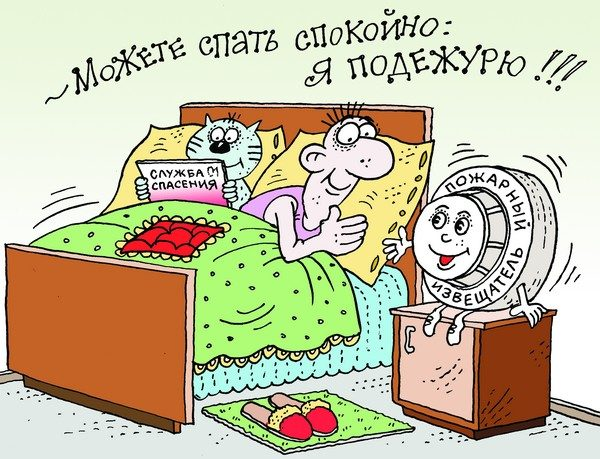 – Можете спать спокойно:
я подежурю!!!
СЛУЖБА 01
СПАСЕНИЯ
ПОЖАРНЫЙ
ИЗВЕЩАТЕЛЬ